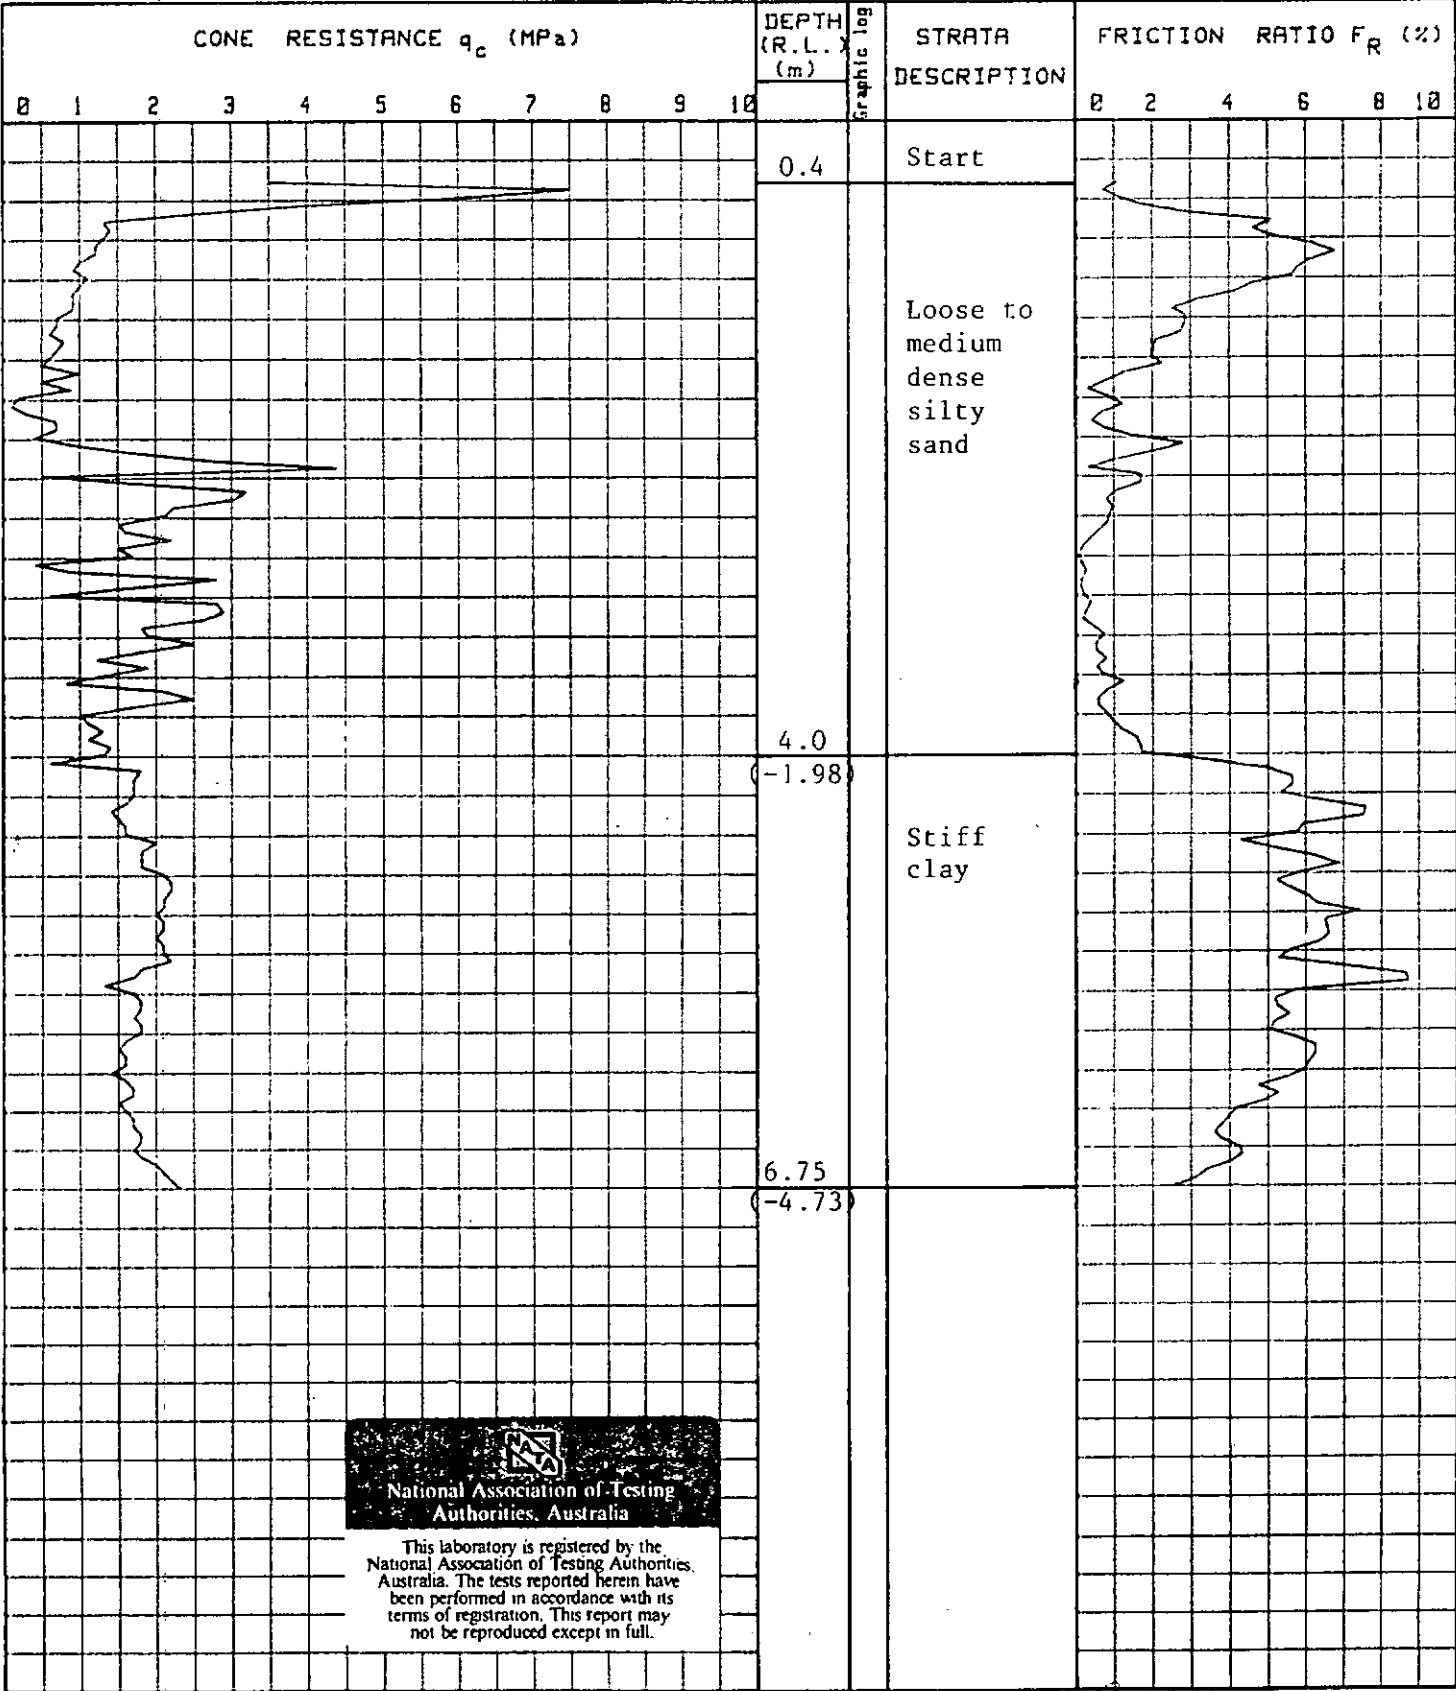 CONE RESISTANCE qc (MPa)
DEPTH
(R.L.)
(m)
Graphic log
STRATA
DESCRIPTION
FRICTION RATIO FR (%)
0 1 2 3 4 5 6 7 8 9 10
0 2 4 6 8 10
0.4
Start
Loose to
medium
dense
silty
sand
4.0
(-1.98)
Stiff
clay
6.75
(-4.73)
NATA
National Association of Testing
Authorities, Australia
This laboratory is registered by the
National Association of Testing Authorities,
Australia. The tests reported herein have
been performed in accordance with its
terms of registration. This report may
not be reproduced except in full.